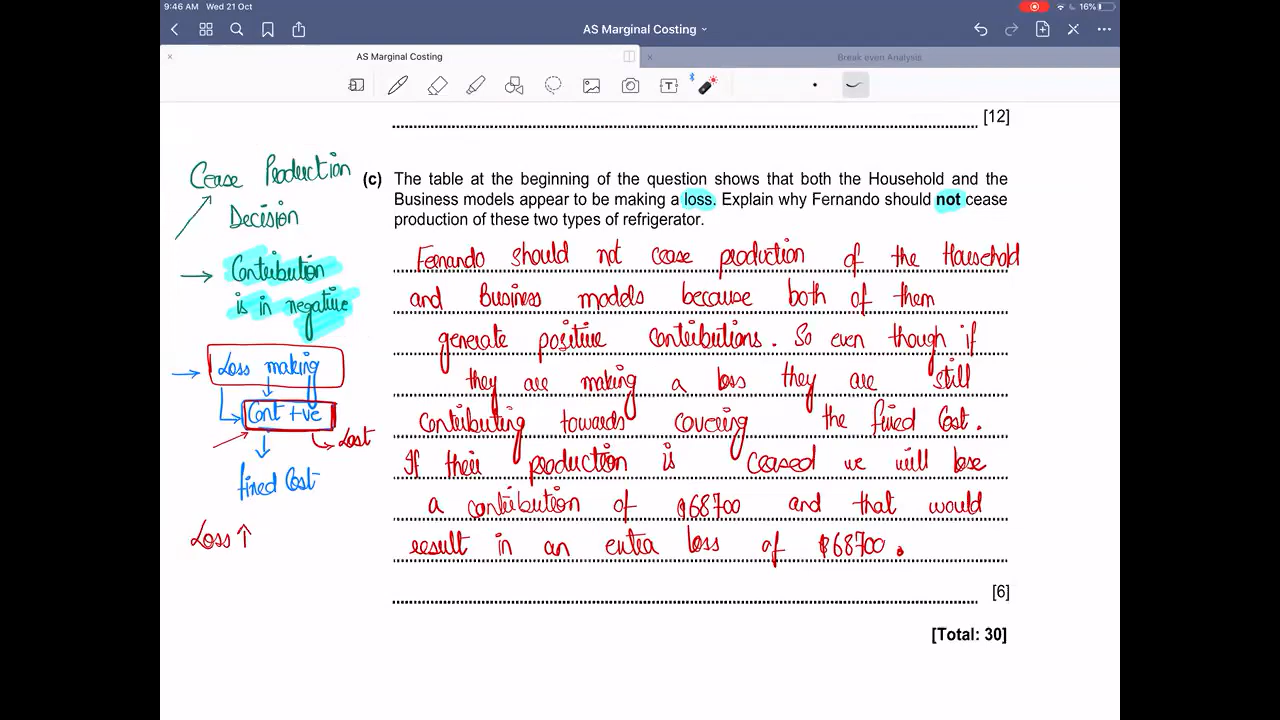 9:46 AM Wed 21 Oct
16%
AS Marginal Costing
AS Marginal Costing
Break even Analysis
[12]
Cease Production
Decision
Contribution
is in negative
Loss making
Cont +ve
Lost
fixed Cost
Loss ↑
(c) The table at the beginning of the question shows that both the Household and the
Business models appear to be making a loss. Explain why Fernando should not cease
production of these two types of refrigerator.
Fernando should not cease production of the Household
and Business models because both of them
generate positive contributions. So even though if
they are making a loss they are still
contributing towards covering the fixed Cost.
If their production is ceased we will lose
a contribution of $68700 and that would
result in an extra loss of $68700.
[6]
[Total: 30]